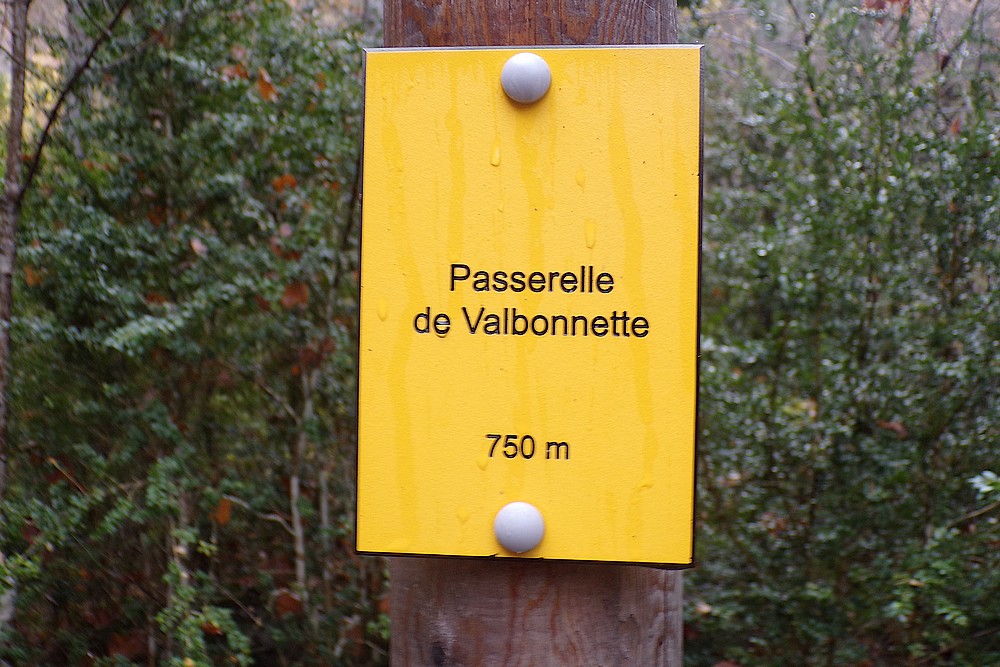 Passerelle
de Valbonnette
750 m